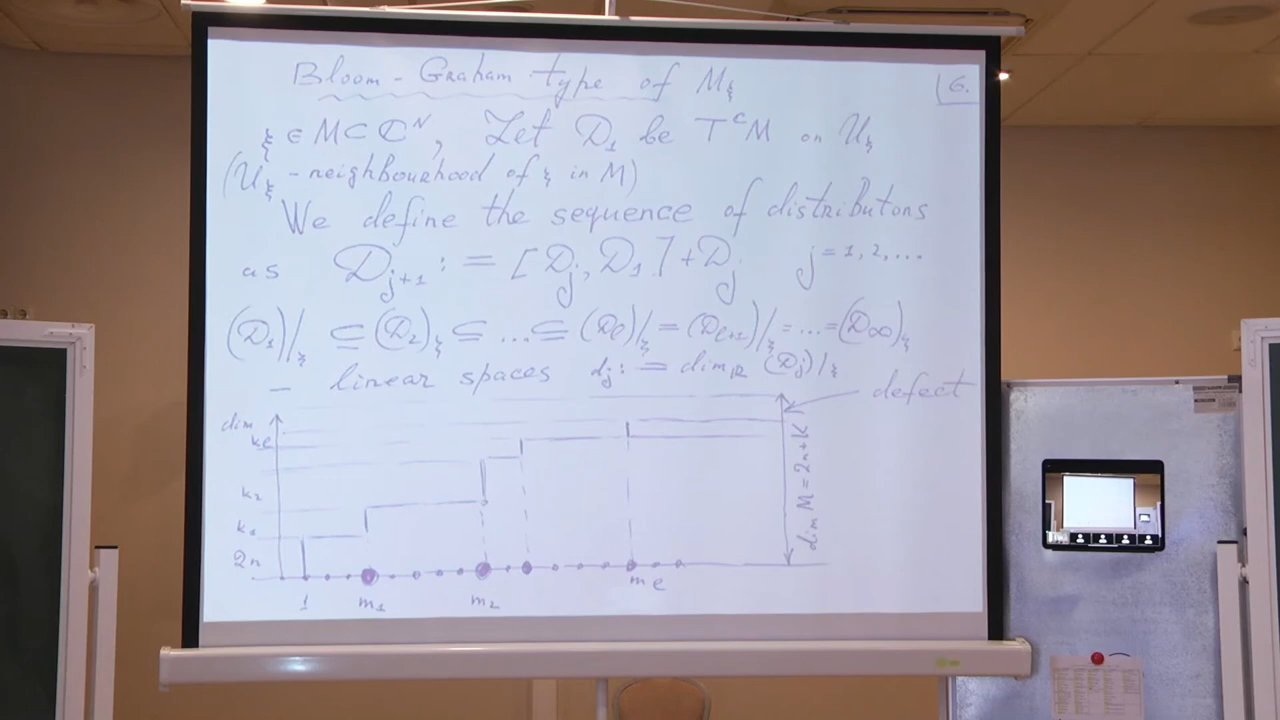 Bloom-Graham type of M_ξ
6.
ξ ∈ M ⊂ ℂ^N, Let 𝒟_1 be T^cM on U_ξ
(U_ξ - neighbourhood of ξ in M)
We define the sequence of distributons
as 𝒟_{j+1} := [𝒟_j, 𝒟_1] + 𝒟_j j = 1, 2, ...
(𝒟_1)|_ξ ⊆ (𝒟_2)_ξ ⊆ ... ⊆ (𝒟_ℓ)|_ξ = (𝒟_{ℓ+1})|_ξ = ... = (𝒟_∞)_ξ
- linear spaces d_j := dim_ℝ (𝒟_j)|_ξ
defect
dim
k_ℓ
k_2
k_1
2n
1 m_1 m_2 m_ℓ
dim M = 2n + K